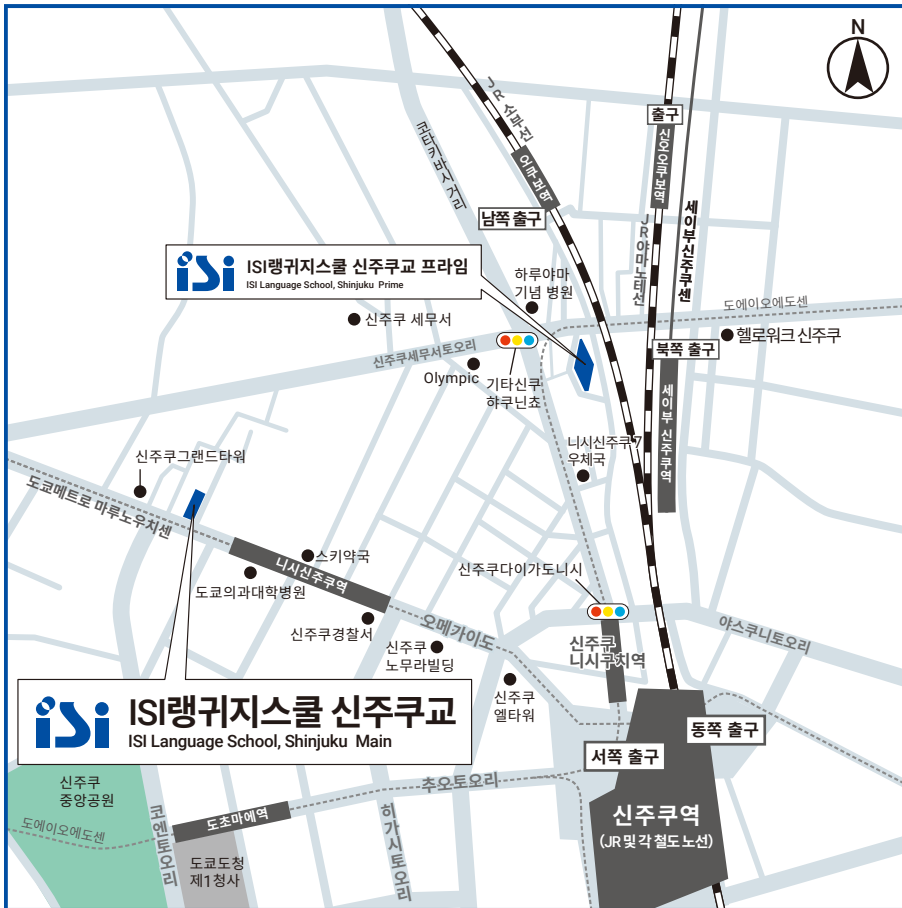 N
JR 소부선
코타키바시 거리
오쿠보역
남쪽 출구
출구
신오오쿠보역
JR야마노테선
세이부신주쿠센
iSi
ISI랭귀지스쿨 신주쿠교 프라임
ISI Language School, Shinjuku Prime
하루야마
기념 병원
도에이오에도센
신주쿠 세무서
헬로워크 신주쿠
신주쿠세무서토오리
북쪽 출구
Olympic
기타신쿠
햐쿠닌쵸
세이부 신주쿠역
니시신주쿠 7
우체국
신주쿠그랜드타워
도쿄메트로 마루노우치센
니시신주쿠역
스키약국
도쿄의과대학병원
신주쿠다이가도니시
신주쿠경찰서
오메가이도
신주쿠
노무라빌딩
신주쿠
니시구치역
야스쿠니토오리
신주쿠
엘타워
iSi
ISI랭귀지스쿨 신주쿠교
ISI Language School, Shinjuku Main
동쪽 출구
서쪽 출구
신주쿠역
(JR 및 각 철도 노선)
신주쿠
중앙공원
도에이오에도센
코엔토오리
도초마에역
추오토오리
히가시토오리
도쿄도청
제1청사